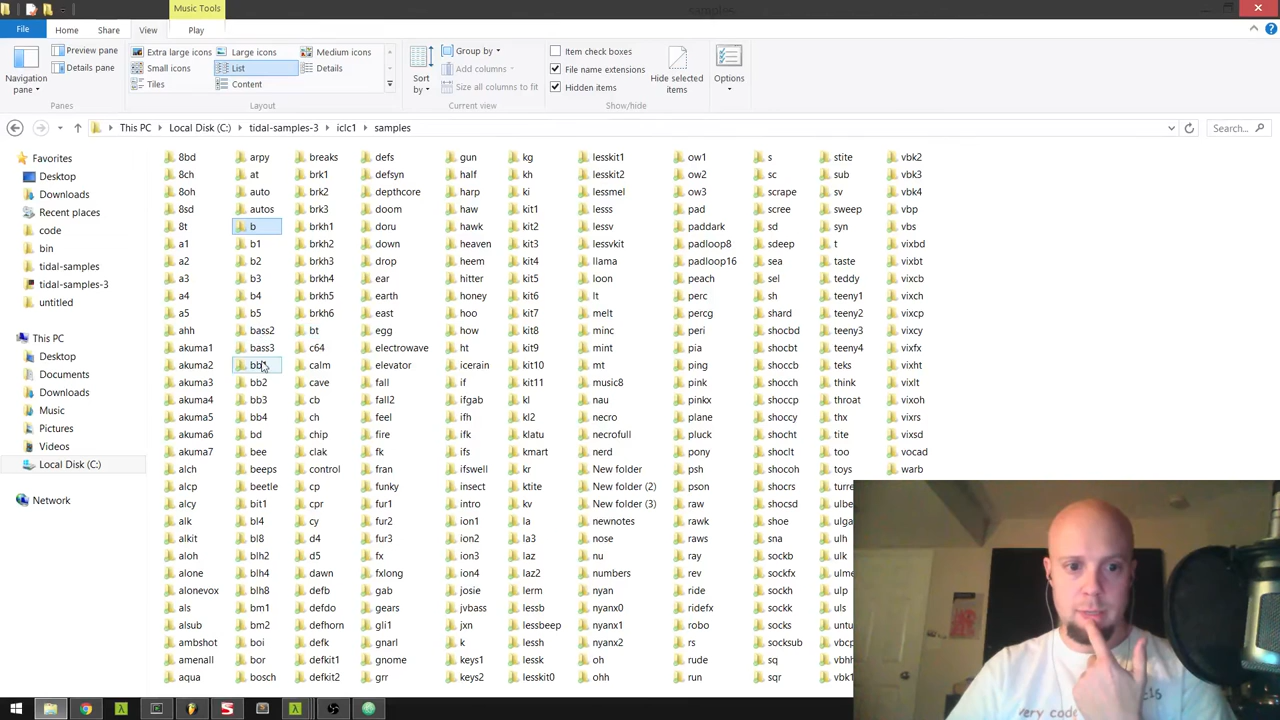 samples
Music Tools
File
Home
Share
View
Play
Navigation pane
Preview pane
Details pane
Panes
Extra large icons
Large icons
Medium icons
Small icons
List
Details
Tiles
Content
Layout
Sort by
Group by
Add columns
Size all columns to fit
Current view
Item check boxes
File name extensions
Hidden items
Hide selected items
Show/hide
Options
This PC
Local Disk (C:)
tidal-samples-3
iclc1
samples
Search...
Favorites
Desktop
Downloads
Recent places
code
bin
tidal-samples
tidal-samples-3
untitled
This PC
Desktop
Documents
Downloads
Music
Pictures
Videos
Local Disk (C:)
Network
8bd
8ch
8oh
8sd
8t
a1
a2
a3
a4
a5
ahh
akuma1
akuma2
akuma3
akuma4
akuma5
akuma6
akuma7
alch
alcp
alcy
alk
alkit
aloh
alone
alonevox
als
alsub
ambshot
amenall
aqua
arpy
at
auto
autos
b
b1
b2
b3
b4
b5
bass2
bass3
bb2
bb3
bb4
bd
bee
beeps
beetle
bit1
bl4
bl8
blh2
blh4
blh8
bm1
bm2
boi
bor
bosch
breaks
brk1
brk2
brk3
brkh1
brkh2
brkh3
brkh4
brkh5
brkh6
bt
c64
calm
cave
cb
ch
chip
clak
control
cp
cpr
cy
d4
d5
dawn
defb
defdo
defhorn
defk
defkit1
defkit2
defs
defsyn
depthcore
doom
doru
down
drop
ear
earth
east
egg
electrowave
elevator
fall
fall2
feel
fire
fk
fran
funky
fur1
fur2
fur3
fx
fxlong
gab
gears
gli1
gnarl
gnome
grr
gun
half
harp
haw
hawk
heaven
heem
hitter
honey
hoo
how
ht
icerain
if
ifgab
ifh
ifk
ifs
ifswell
insect
intro
ion1
ion2
ion3
ion4
josie
jvbass
jxn
k
keys1
keys2
kg
kh
ki
kit1
kit2
kit3
kit4
kit5
kit6
kit7
kit8
kit9
kit10
kit11
kl
kl2
klatu
kmart
kr
ktite
kv
la
la3
laz
laz2
lerm
lessb
lessbeep
lessh
lessk
lesskit0
lesskit1
lesskit2
lessmel
lesss
lessv
lessvkit
llama
loon
lt
melt
minc
mint
mt
music8
nau
necro
necrofull
nerd
New folder
New folder (2)
New folder (3)
newnotes
nose
nu
numbers
nyanx0
nyanx1
nyanx2
oh
ohh
ow1
ow2
ow3
pad
paddark
padloop8
padloop16
peach
perc
percg
peri
pia
ping
pink
pinkx
plane
pluck
pony
psh
pson
raw
rawk
raws
ray
rev
ride
ridefx
robo
rs
rude
run
s
sc
scrape
scree
sd
sdeep
sea
sel
sh
shard
shocbd
shocbt
shoccb
shocch
shoccp
shoccy
shocht
shoclt
shocoh
shocrs
shocsd
shoe
sna
sockb
sockfx
sockh
sockk
socks
socksub
sq
sqr
stite
sub
sv
sweep
syn
t
taste
teddy
teeny1
teeny2
teeny3
teeny4
teks
think
throat
thx
tite
too
toys
ulh
ulk
ulp
uls
vbk2
vbk3
vbk4
vbp
vbs
vixbd
vixbt
vixcb
vixch
vixcp
vixcy
vixfx
vixht
vixlt
vixoh
vixrs
vixsd
vocad
warb